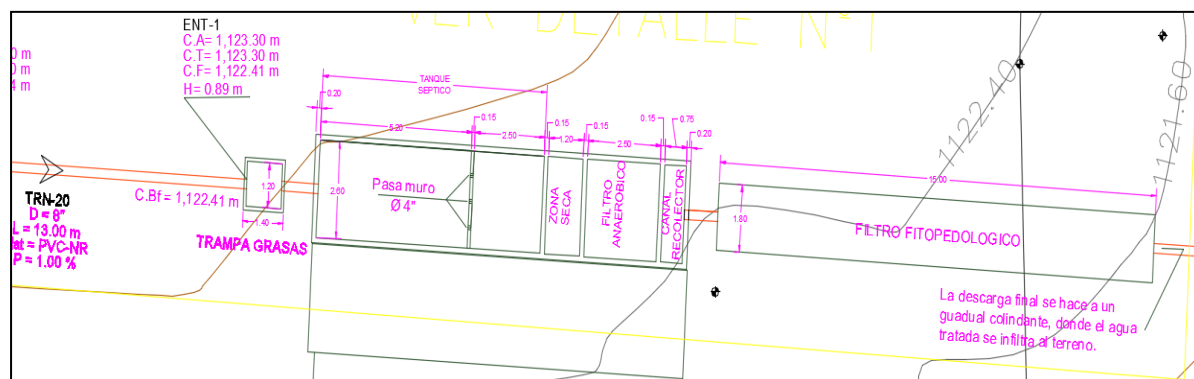 VER DETALLE Nº1
ENT-1
C.A= 1,123.30 m
C.T= 1,123.30 m
C.F= 1,122.41 m
H= 0.89 m
0 m
0 m
4 m
TANQUE
SEPTICO
0.20
5.20
0.15
2.50
0.15
1.20
0.15
2.50
0.15
0.75
0.20
1122.40
1121.60
15.00
TRN-20
D = 8"
L = 13.00 m
at = PVC-NR
P = 1.00 %
C.Bf = 1,122.41 m
1.20
1.40
TRAMPA GRASAS
2.60
Pasa muro
Ø 4"
ZONA
SECA
FILTRO
ANAEROBICO
CANAL
RECOLECTOR
1.80
FILTRO FITOPEDOLOGICO
La descarga final se hace a un
guadual colindante, donde el agua
tratada se infiltra al terreno.